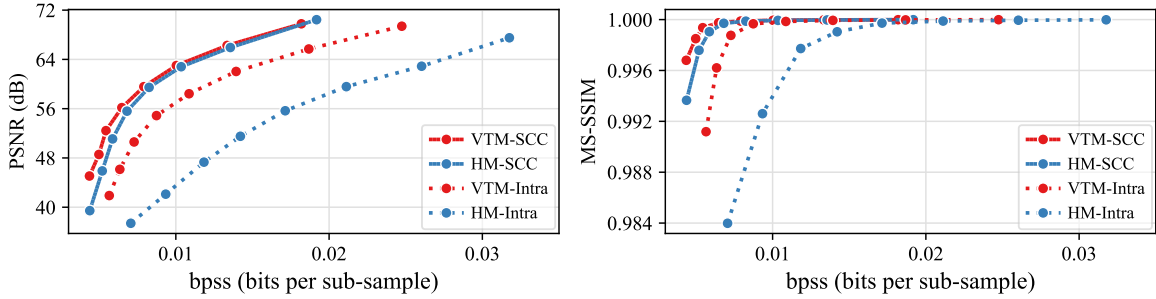 72
64
56
48
40
PSNR (dB)
VTM-SCC
HM-SCC
VTM-Intra
HM-Intra
0.01
0.02
0.03
bpss (bits per sub-sample)
1.000
0.996
0.992
0.988
0.984
MS-SSIM
VTM-SCC
HM-SCC
VTM-Intra
HM-Intra
0.01
0.02
0.03
bpss (bits per sub-sample)